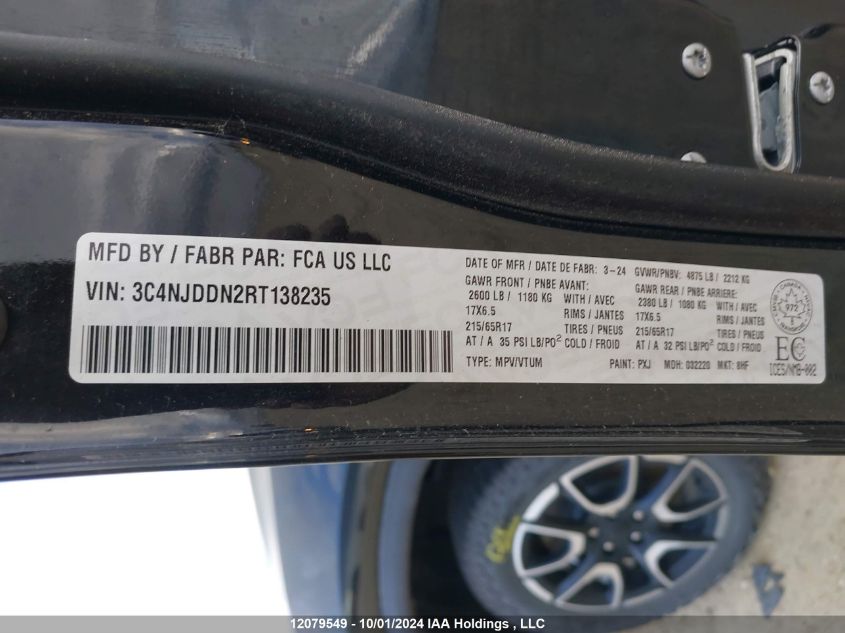 MFD BY / FABR PAR: FCA US LLC
VIN: 3C4NJDDN2RT138235
DATE OF MFR / DATE DE FABR: 3-24 GVWR/PNBV: 4875 LB / 2212 KG
GAWR FRONT / PNBE AVANT:
2600 LB / 1180 KG WITH / AVEC
17X6.5 RIMS / JANTES
215/65R17 TIRES / PNEUS
AT / A 35 PSI LB/PO² COLD / FROID
GAWR REAR / PNBE ARRIERE:
2380 LB / 1080 KG WITH / AVEC
17X6.5 RIMS / JANTES
215/65R17 TIRES / PNEUS
AT / A 32 PSI LB/PO² COLD / FROID
TYPE: MPV/VTUM PAINT: PXJ MDH: 032220 MKT: 8HF
CANADA
972
TRANSPORT
EC
ICES/NMB-002
12079549 - 10/01/2024 IAA Holdings , LLC